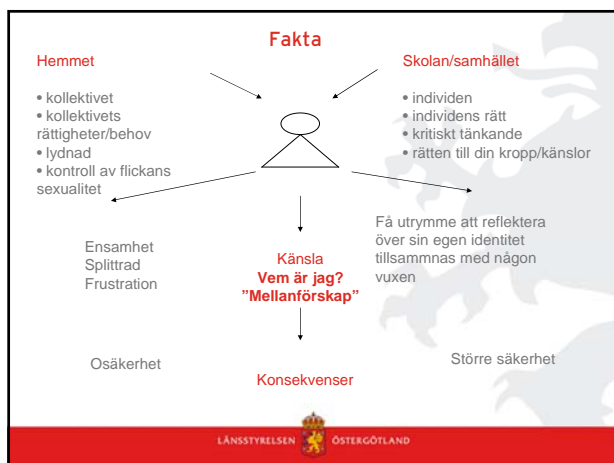 Fakta
Hemmet
• kollektivet
• kollektivets
rättigheter/behov
• lydnad
• kontroll av flickans
sexualitet
Skolan/samhället
• individen
• individens rätt
• kritiskt tänkande
• rätten till din kropp/känslor
Ensamhet
Splittrad
Frustration
Känsla
Vem är jag?
”Mellanförskap”
Få utrymme att reflektera
över sin egen identitet
tillsammnas med någon
vuxen
Osäkerhet
Konsekvenser
Större säkerhet
LÄNSSTYRELSEN ÖSTERGÖTLAND